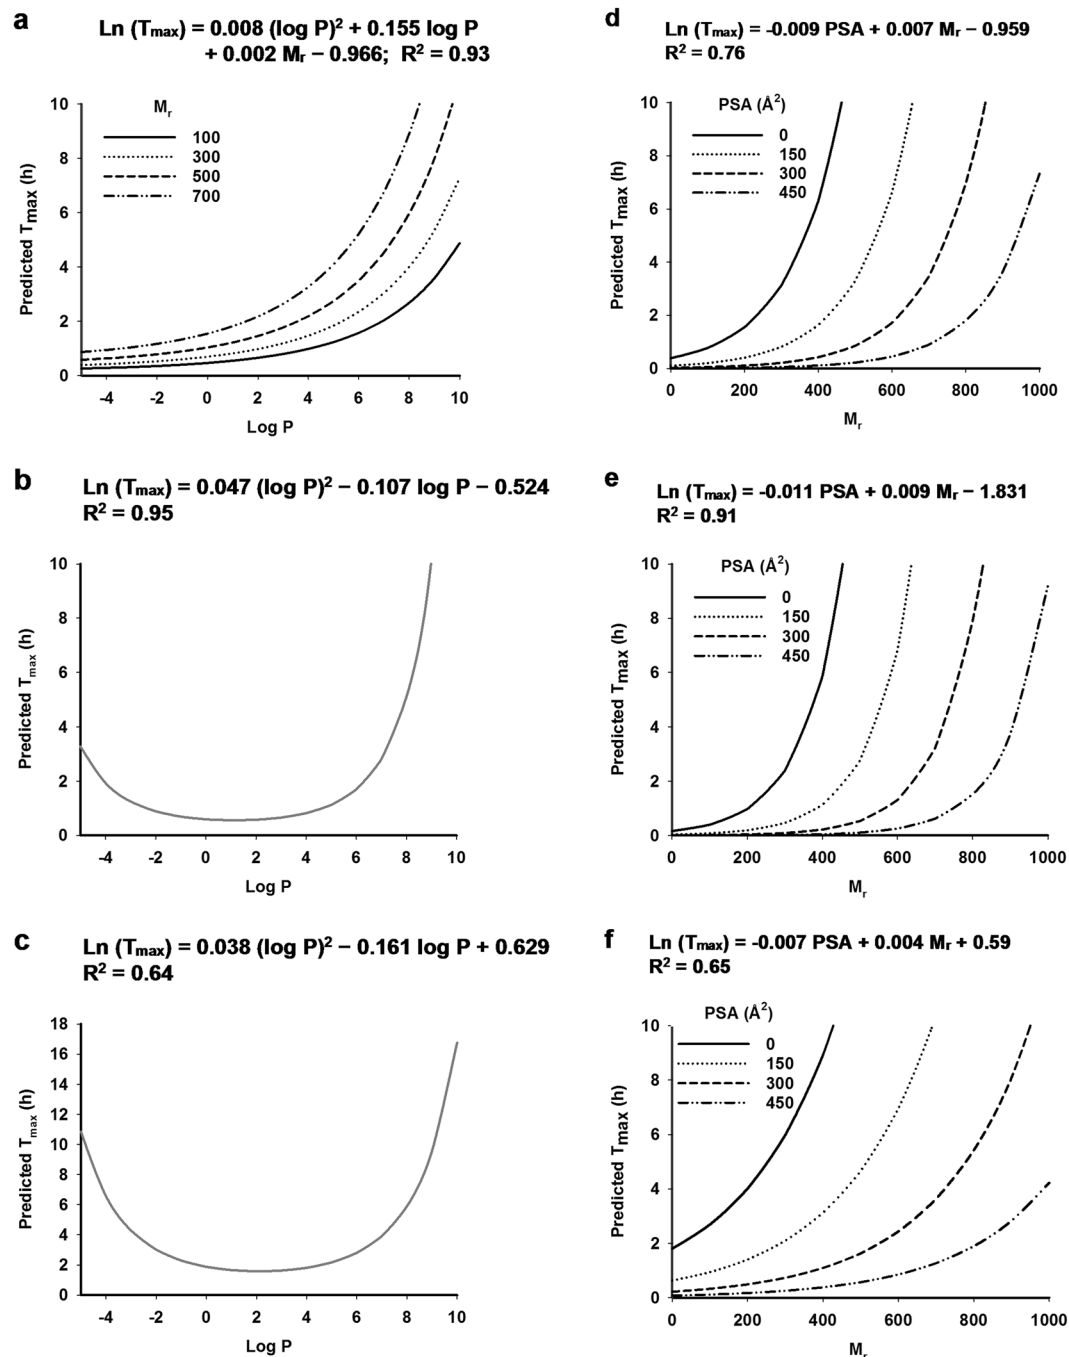 a
Ln (Tmax) = 0.008 (log P)² + 0.155 log P
+ 0.002 Mr – 0.966; R² = 0.93
Mr
100
300
500
700
10
8
6
4
2
0
Predicted Tmax (h)
-4 -2 0 2 4 6 8 10
Log P
b
Ln (Tmax) = 0.047 (log P)² – 0.107 log P – 0.524
R² = 0.95
10
8
6
4
2
0
Predicted Tmax (h)
-4 -2 0 2 4 6 8 10
Log P
c
Ln (Tmax) = 0.038 (log P)² – 0.161 log P + 0.629
R² = 0.64
18
16
14
12
10
8
6
4
2
0
Predicted Tmax (h)
-4 -2 0 2 4 6 8 10
Log P
d
Ln (Tmax) = -0.009 PSA + 0.007 Mr – 0.959
R² = 0.76
PSA (Å²)
0
150
300
450
10
8
6
4
2
0
Predicted Tmax (h)
0 200 400 600 800 1000
Mr
e
Ln (Tmax) = -0.011 PSA + 0.009 Mr – 1.831
R² = 0.91
PSA (Å²)
0
150
300
450
10
8
6
4
2
0
Predicted Tmax (h)
0 200 400 600 800 1000
Mr
f
Ln (Tmax) = -0.007 PSA + 0.004 Mr + 0.59
R² = 0.65
PSA (Å²)
0
150
300
450
10
8
6
4
2
0
Predicted Tmax (h)
0 200 400 600 800 1000
Mr